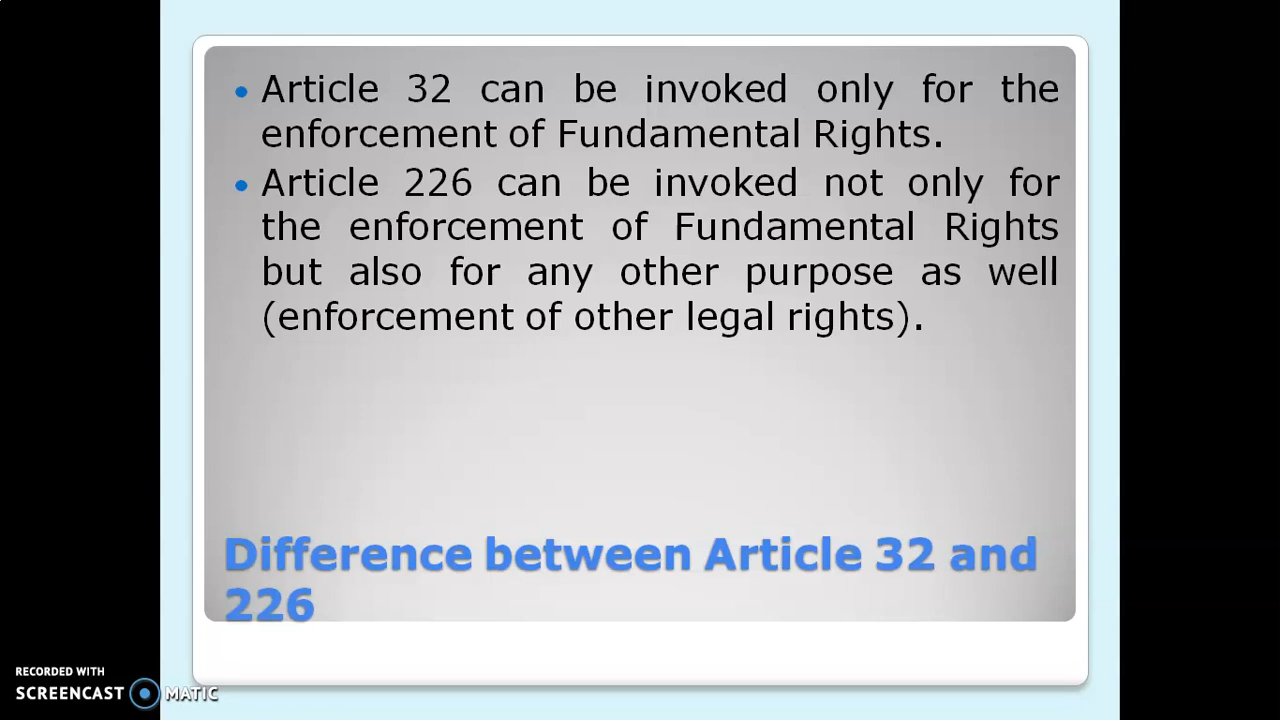 • Article 32 can be invoked only for the
enforcement of Fundamental Rights.
• Article 226 can be invoked not only for
the enforcement of Fundamental Rights
but also for any other purpose as well
(enforcement of other legal rights).
Difference between Article 32 and
226
RECORDED WITH
SCREENCAST MATIC